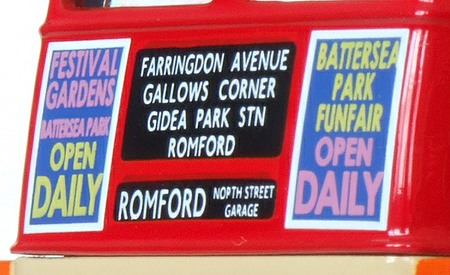 FESTIVAL
GARDENS
BATTERSEA PARK
OPEN
DAILY
FARRINGDON AVENUE
GALLOWS CORNER
GIDEA PARK STN
ROMFORD
ROMFORD NORTH STREET
GARAGE
BATTERSEA
PARK
FUNFAIR
OPEN
DAILY